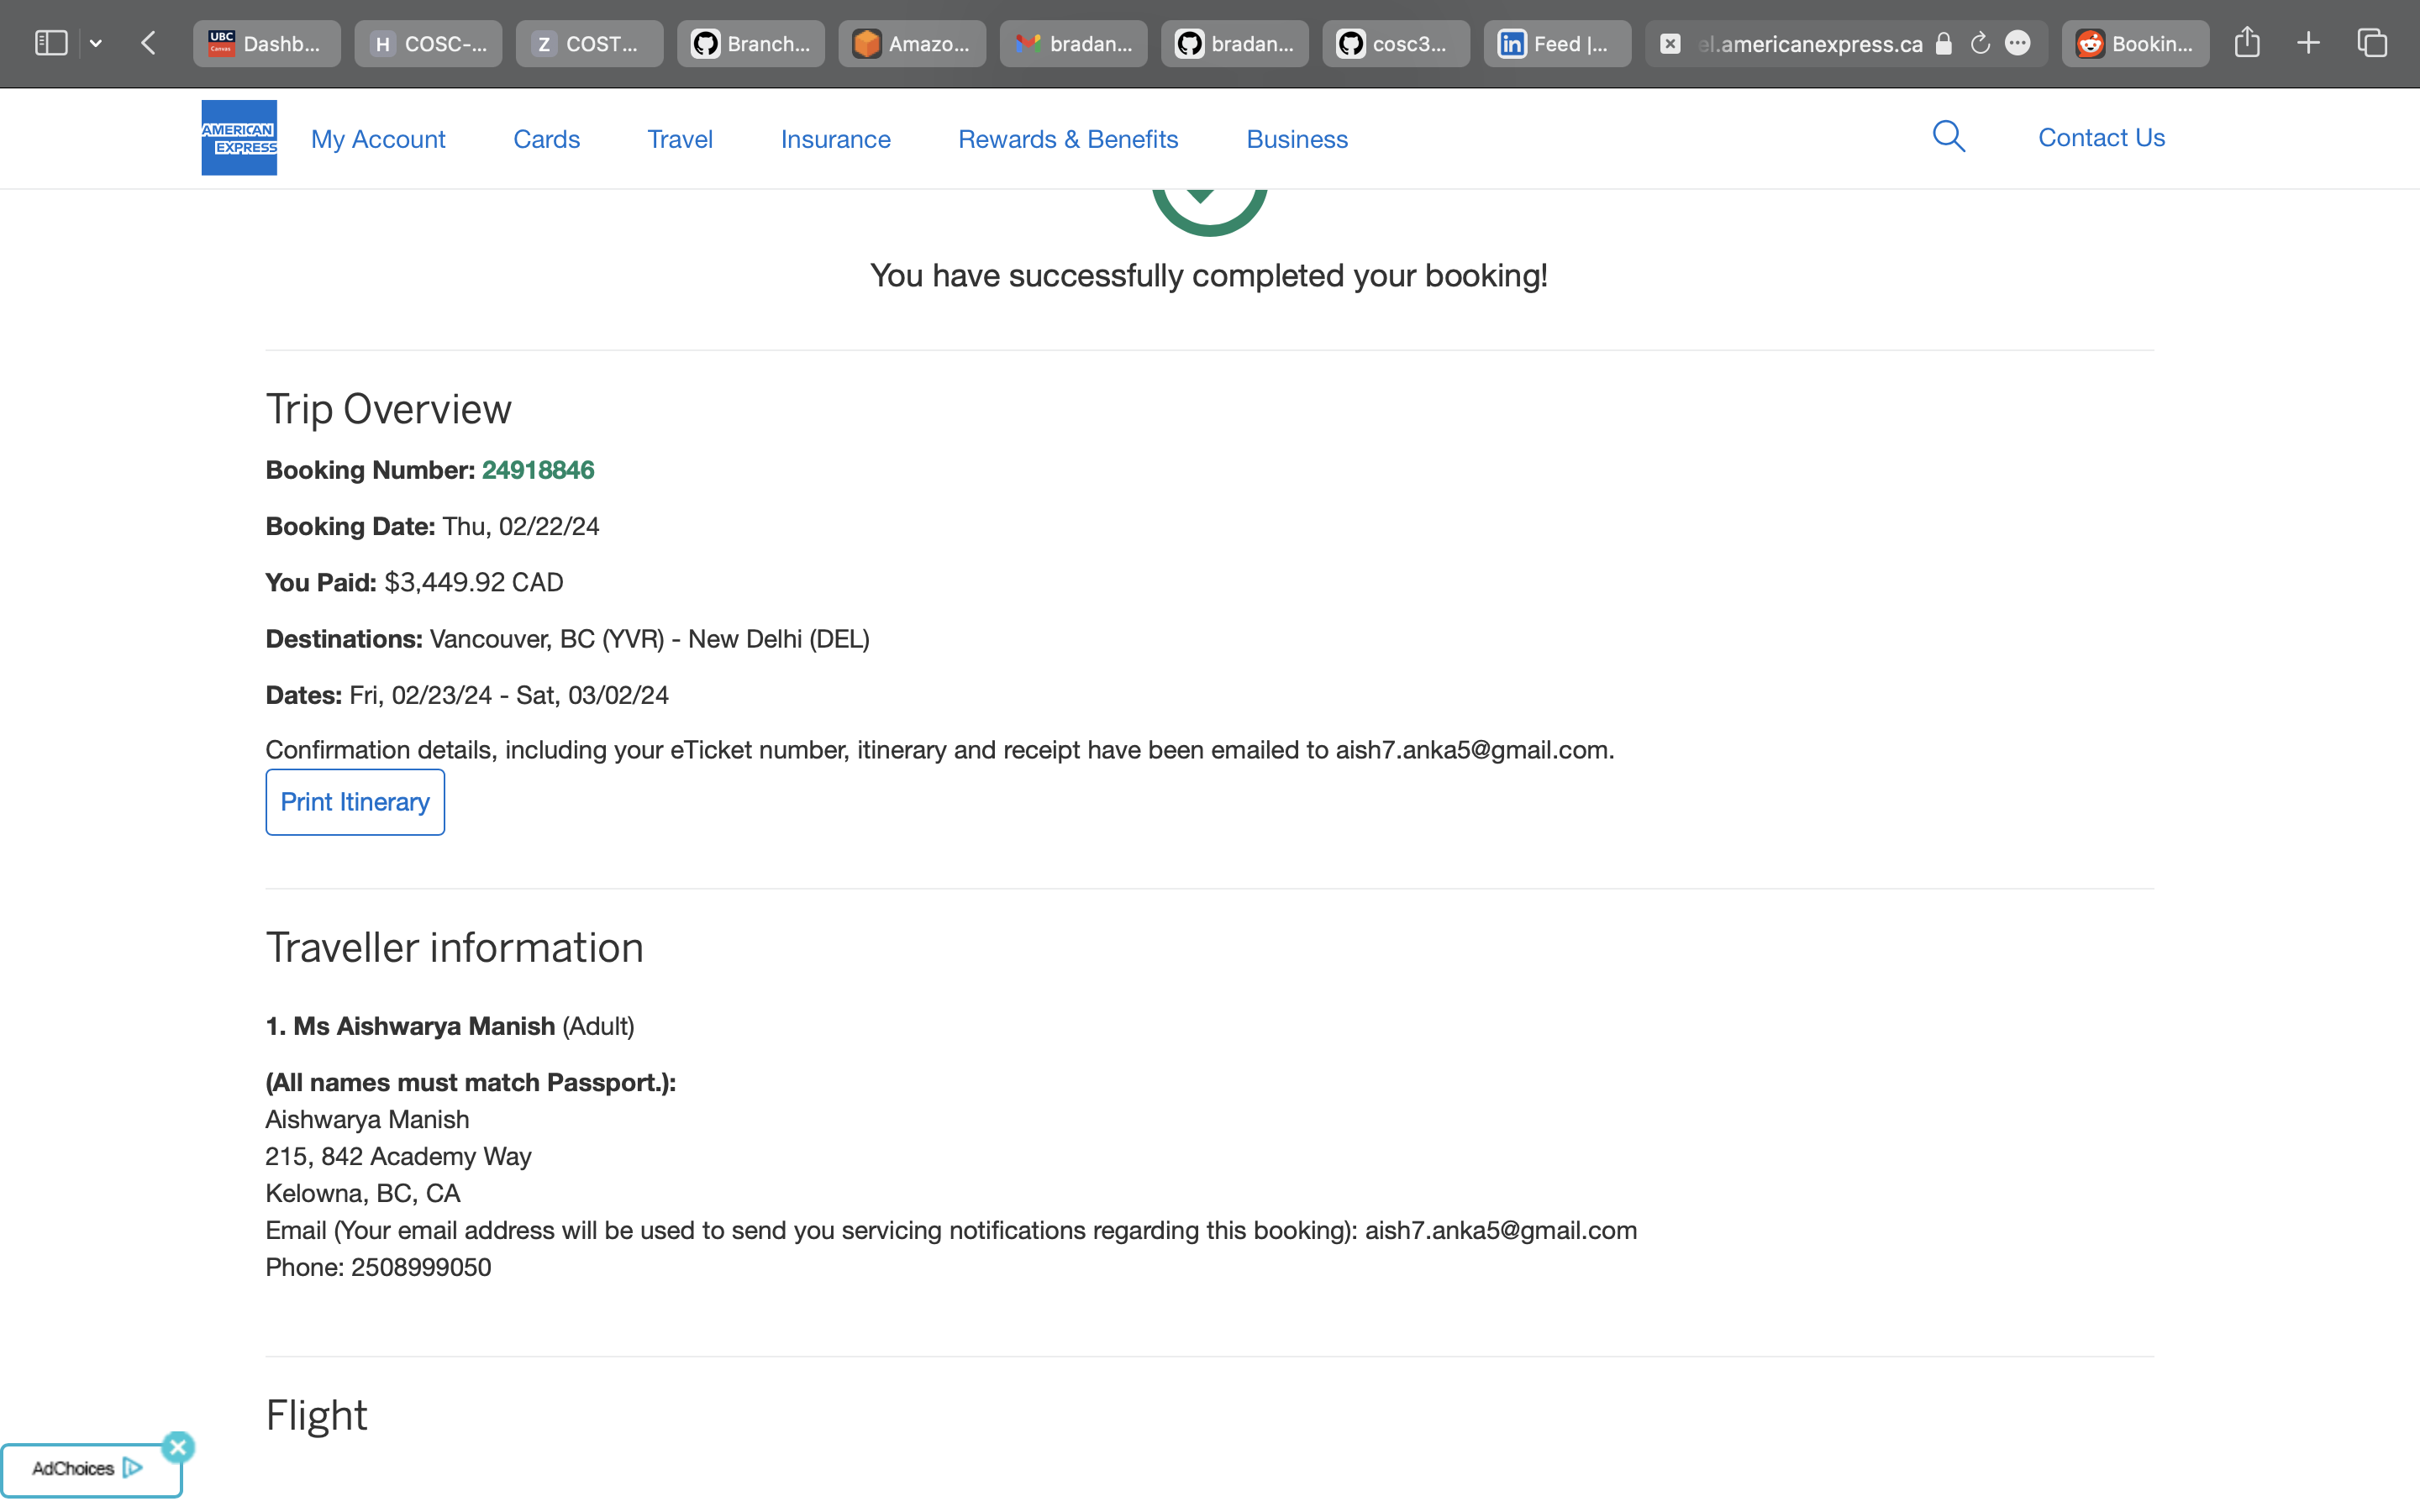 UBC
Canvas
Dashb...
H COSC-...
Z COST...
Branch...
Amazo...
bradan...
bradan...
cosc3...
in Feed |...
el.americanexpress.ca
Bookin...
AMERICAN
EXPRESS
My Account
Cards
Travel
Insurance
Rewards & Benefits
Business
Contact Us
You have successfully completed your booking!
Trip Overview
Booking Number: 24918846
Booking Date: Thu, 02/22/24
You Paid: $3,449.92 CAD
Destinations: Vancouver, BC (YVR) - New Delhi (DEL)
Dates: Fri, 02/23/24 - Sat, 03/02/24
Confirmation details, including your eTicket number, itinerary and receipt have been emailed to aish7.anka5@gmail.com.
Print Itinerary
Traveller information
1. Ms Aishwarya Manish (Adult)
(All names must match Passport.):
Aishwarya Manish
215, 842 Academy Way
Kelowna, BC, CA
Email (Your email address will be used to send you servicing notifications regarding this booking): aish7.anka5@gmail.com
Phone: 2508999050
Flight
AdChoices